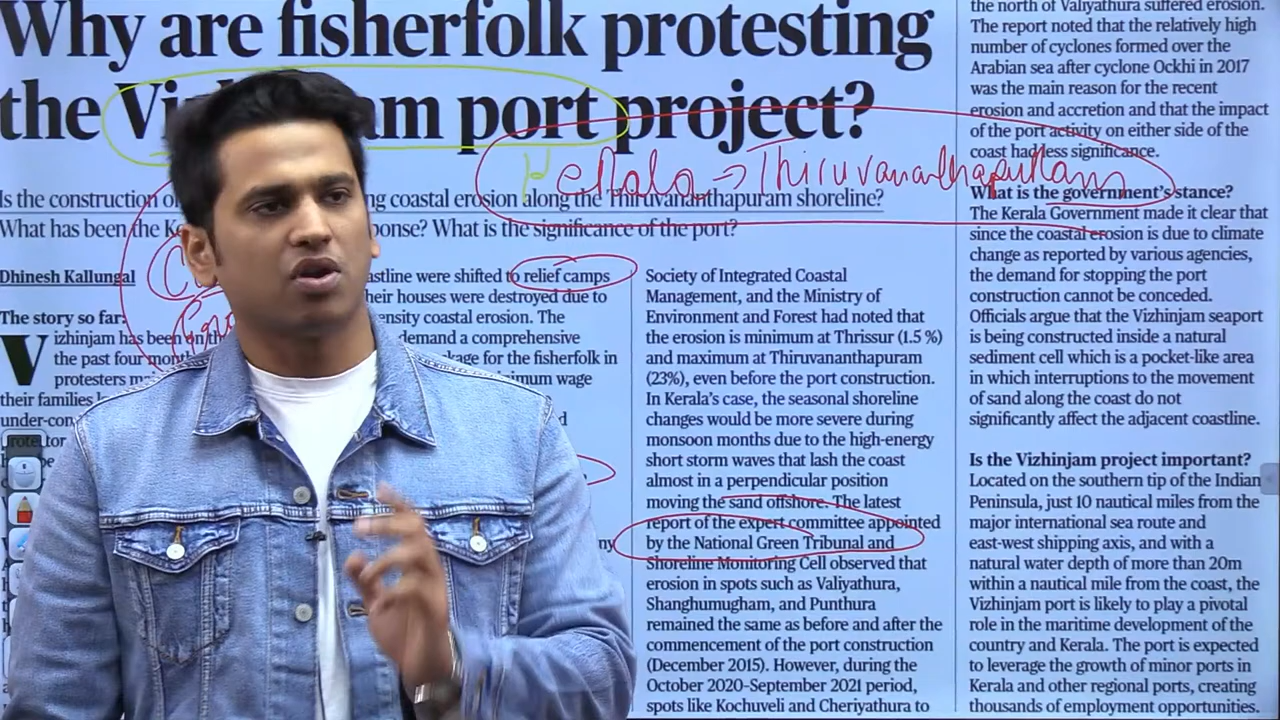 Why are fisherfolk protesting
the Vi am port project?
Kerala → Thiruvananthapuram
Is the construction o ng coastal erosion along the Thiruvananthapuram shoreline?
What has been the Ke ponse? What is the significance of the port?
Dhinesh Kallungal
The story so far:
Vizhinjam has been
the past four month
protesters
their families
under-con
astline were shifted to relief camps
heir houses were destroyed due to
ensity coastal erosion. The
demand a comprehensive
kage for the fisherfolk in
nimum wage
Society of Integrated Coastal
Management, and the Ministry of
Environment and Forest had noted that
the erosion is minimum at Thrissur (1.5 %)
and maximum at Thiruvananthapuram
(23%), even before the port construction.
In Kerala’s case, the seasonal shoreline
changes would be more severe during
monsoon months due to the high-energy
short storm waves that lash the coast
almost in a perpendicular position
moving the sand offshore. The latest
report of the expert committee appointed
by the National Green Tribunal and
Shoreline Monitoring Cell observed that
erosion in spots such as Valiyathura,
Shanghumugham, and Punthura
remained the same as before and after the
commencement of the port construction
(December 2015). However, during the
October 2020-September 2021 period,
spots like Kochuveli and Cheriyathura to
the north of Valiyathura suffered erosion.
The report noted that the relatively high
number of cyclones formed over the
Arabian sea after cyclone Ockhi in 2017
was the main reason for the recent
erosion and accretion and that the impact
of the port activity on either side of the
coast had less significance.
What is the government’s stance?
The Kerala Government made it clear that
since the coastal erosion is due to climate
change as reported by various agencies,
the demand for stopping the port
construction cannot be conceded.
Officials argue that the Vizhinjam seaport
is being constructed inside a natural
sediment cell which is a pocket-like area
in which interruptions to the movement
of sand along the coast do not
significantly affect the adjacent coastline.
Is the Vizhinjam project important?
Located on the southern tip of the Indian
Peninsula, just 10 nautical miles from the
major international sea route and
east-west shipping axis, and with a
natural water depth of more than 20m
within a nautical mile from the coast, the
Vizhinjam port is likely to play a pivotal
role in the maritime development of the
country and Kerala. The port is expected
to leverage the growth of minor ports in
Kerala and other regional ports, creating
thousands of employment opportunities.